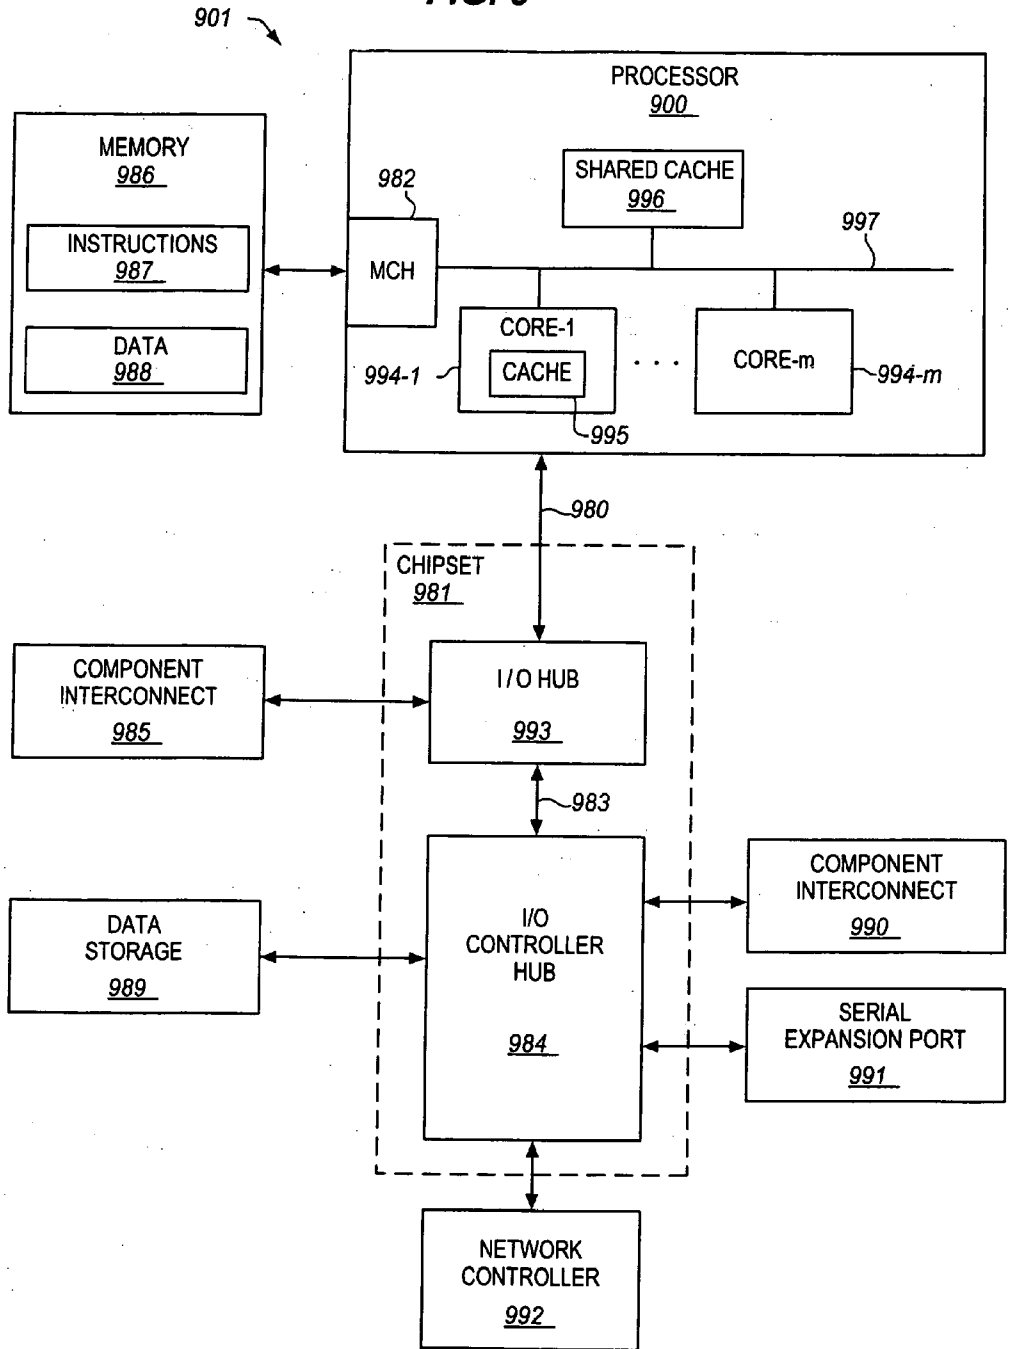 901
PROCESSOR
900
MEMORY
986
INSTRUCTIONS
987
DATA
988
982
MCH
SHARED CACHE
996
997
CORE-1
CACHE
994-1
995
. . .
CORE-m
994-m
980
CHIPSET
981
COMPONENT
INTERCONNECT
985
I/O HUB
993
983
DATA
STORAGE
989
I/O
CONTROLLER
HUB
984
COMPONENT
INTERCONNECT
990
SERIAL
EXPANSION PORT
991
NETWORK
CONTROLLER
992